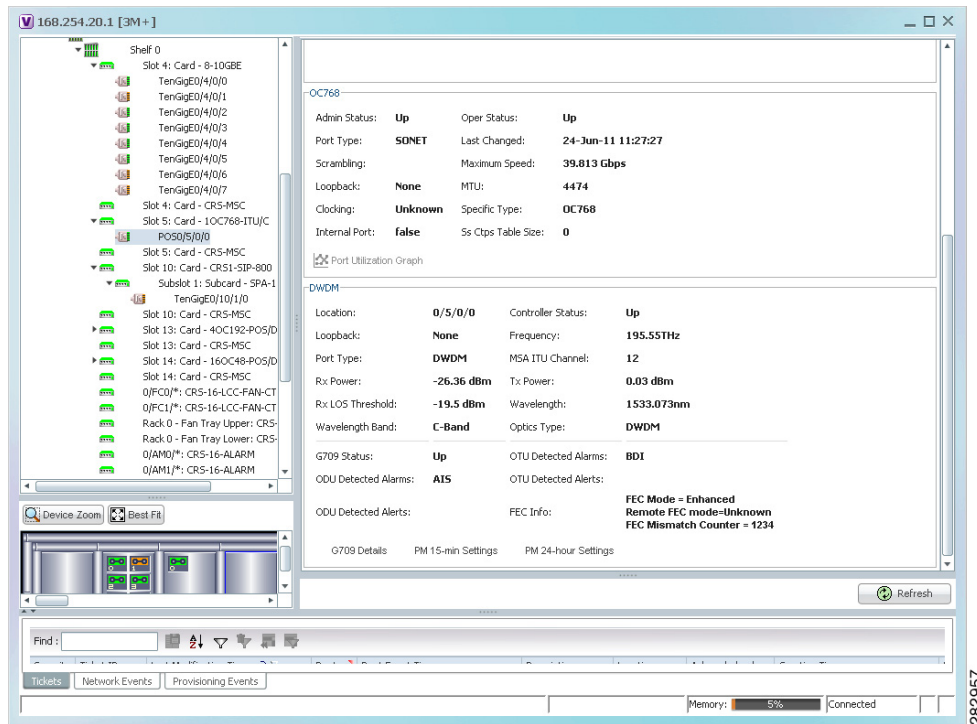 168.254.20.1 [3M+]
Shelf 0
Slot 4: Card - 8-10GBE
TenGigE0/4/0/0
TenGigE0/4/0/1
TenGigE0/4/0/2
TenGigE0/4/0/3
TenGigE0/4/0/4
TenGigE0/4/0/5
TenGigE0/4/0/6
TenGigE0/4/0/7
Slot 4: Card - CRS-MSC
Slot 5: Card - 1OC768-ITU/C
POS0/5/0/0
Slot 5: Card - CRS-MSC
Slot 10: Card - CRS1-SIP-800
Subslot 1: Subcard - SPA-1
TenGigE0/10/1/0
Slot 10: Card - CRS-MSC
Slot 13: Card - 4OC192-POS/D
Slot 13: Card - CRS-MSC
Slot 14: Card - 16OC48-POS/D
Slot 14: Card - CRS-MSC
0/FC0/*: CRS-16-LCC-FAN-CT
0/FC1/*: CRS-16-LCC-FAN-CT
Rack 0 - Fan Tray Upper: CRS-
Rack 0 - Fan Tray Lower: CRS-
0/AM0/*: CRS-16-ALARM
0/AM1/*: CRS-16-ALARM
Device Zoom Best Fit
OC768
Admin Status: Up Oper Status: Up
Port Type: SONET Last Changed: 24-Jun-11 11:27:27
Scrambling: Maximum Speed: 39.813 Gbps
Loopback: None MTU: 4474
Clocking: Unknown Specific Type: OC768
Internal Port: false Ss Ctps Table Size: 0
Port Utilization Graph
DWDM
Location: 0/5/0/0 Controller Status: Up
Loopback: None Frequency: 195.55THz
Port Type: DWDM MSA ITU Channel: 12
Rx Power: -26.36 dBm Tx Power: 0.03 dBm
Rx LOS Threshold: -19.5 dBm Wavelength: 1533.073nm
Wavelength Band: C-Band Optics Type: DWDM
G709 Status: Up OTU Detected Alarms: BDI
ODU Detected Alarms: AIS OTU Detected Alerts:
ODU Detected Alerts: FEC Info: FEC Mode = Enhanced
Remote FEC mode=Unknown
FEC Mismatch Counter = 1234
G709 Details PM 15-min Settings PM 24-hour Settings
Refresh
Find :
Tickets Network Events Provisioning Events
Memory: 5% Connected
282957